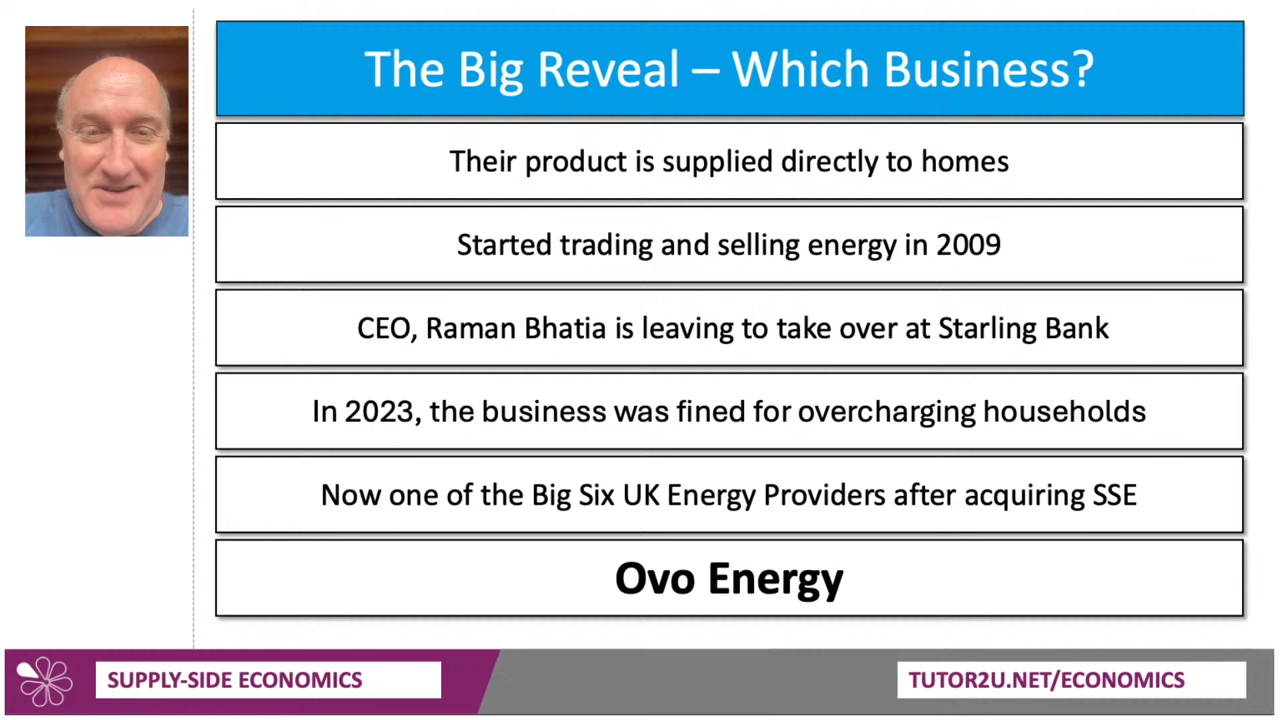 The Big Reveal – Which Business?
Their product is supplied directly to homes
Started trading and selling energy in 2009
CEO, Raman Bhatia is leaving to take over at Starling Bank
In 2023, the business was fined for overcharging households
Now one of the Big Six UK Energy Providers after acquiring SSE
Ovo Energy
SUPPLY-SIDE ECONOMICS
TUTOR2U.NET/ECONOMICS